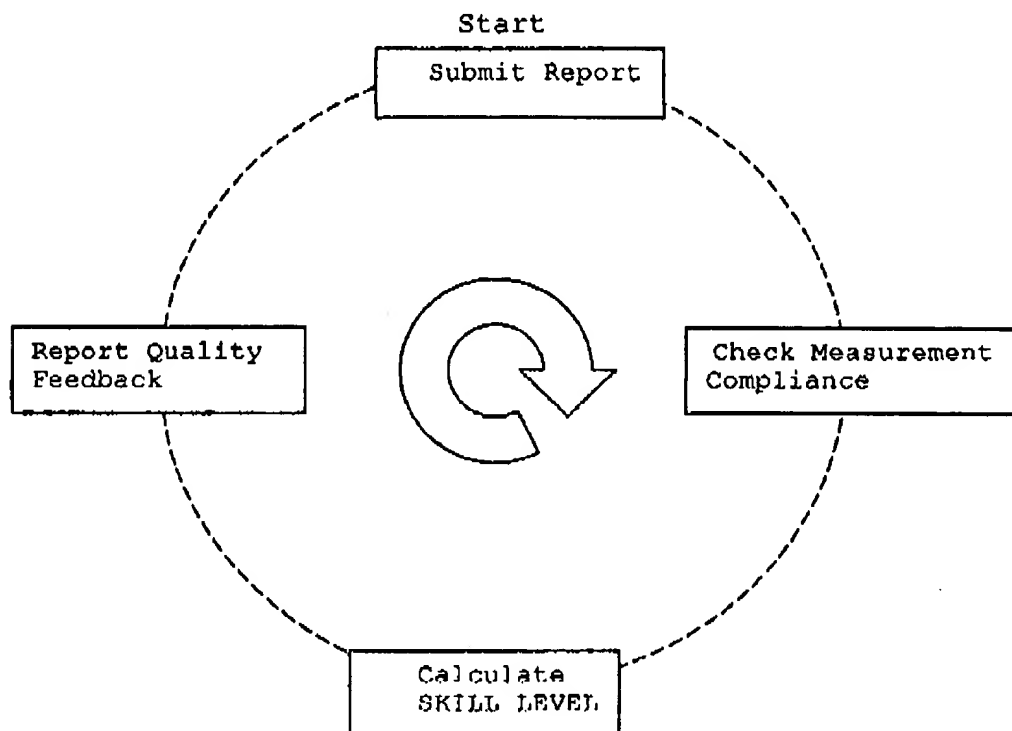 Start
Submit Report
Report Quality
Feedback
Check Measurement
Compliance
Calculate
SKILL LEVEL